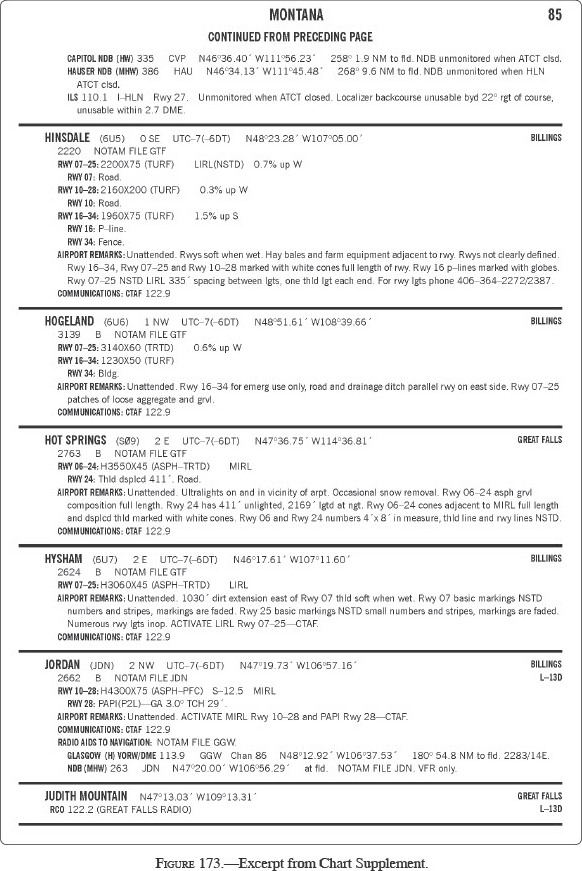 MONTANA 85
CONTINUED FROM PRECEDING PAGE
CAPITOL NDB (HW) 335 CVP N46°36.40´ W111°56.23´ 258° 1.9 NM to fld. NDB unmonitored when ATCT clsd.
HAUSER NDB (MHW) 386 HAU N46°34.13´ W111°45.48´ 268° 9.6 NM to fld. NDB unmonitored when HLN
ATCT clsd.
ILS 110.1 I–HLN Rwy 27. Unmonitored when ATCT closed. Localizer backcourse unusable byd 22° rgt of course,
unusable within 2.7 DME.
HINSDALE (6U5) 0 SE UTC–7(–6DT) N48°23.28´ W107°05.00´ BILLINGS
2220 NOTAM FILE GTF
RWY 07–25: 2200X75 (TURF) LIRL(NSTD) 0.7% up W
RWY 07: Road.
RWY 10–28: 2160X200 (TURF) 0.3% up W
RWY 10: Road.
RWY 16–34: 1960X75 (TURF) 1.5% up S
RWY 16: P–line.
RWY 34: Fence.
AIRPORT REMARKS: Unattended. Rwys soft when wet. Hay bales and farm equipment adjacent to rwy. Rwys not clearly defined.
Rwy 16–34, Rwy 07–25 and Rwy 10–28 marked with white cones full length of rwy. Rwy 16 p–lines marked with globes.
Rwy 07–25 NSTD LIRL 335´ spacing between lgts, one thld lgt each end. For rwy lgts phone 406–364–2272/2387.
COMMUNICATIONS: CTAF 122.9
HOGELAND (6U6) 1 NW UTC–7(–6DT) N48°51.61´ W108°39.66´ BILLINGS
3139 B NOTAM FILE GTF
RWY 07–25: 3140X60 (TRTD) 0.6% up W
RWY 16–34: 1230X50 (TURF)
RWY 34: Bldg.
AIRPORT REMARKS: Unattended. Rwy 16–34 for emerg use only, road and drainage ditch parallel rwy on east side. Rwy 07–25
patches of loose aggregate and grvl.
COMMUNICATIONS: CTAF 122.9
HOT SPRINGS (SØ9) 2 E UTC–7(–6DT) N47°36.75´ W114°36.81´ GREAT FALLS
2763 B NOTAM FILE GTF
RWY 06–24: H3550X45 (ASPH–TRTD) MIRL
RWY 24: Thld dsplcd 411´. Road.
AIRPORT REMARKS: Unattended. Ultralights on and in vicinity of arpt. Occasional snow removal. Rwy 06–24 asph grvl
composition full length. Rwy 24 has 411´ unlighted, 2169´ lgtd at ngt. Rwy 06–24 cones adjacent to MIRL full length
and dsplcd thld marked with white cones. Rwy 06 and Rwy 24 numbers 4´x 8´ in measure, thld line and rwy lines NSTD.
COMMUNICATIONS: CTAF 122.9
HYSHAM (6U7) 2 E UTC–7(–6DT) N46°17.61´ W107°11.60´ BILLINGS
2624 B NOTAM FILE GTF
RWY 07–25: H3060X45 (ASPH–TRTD) LIRL
AIRPORT REMARKS: Unattended. 1030´ dirt extension east of Rwy 07 thld soft when wet. Rwy 07 basic markings NSTD
numbers and stripes, markings are faded. Rwy 25 basic markings NSTD small numbers and stripes, markings are faded.
Numerous rwy lgts inop. ACTIVATE LIRL Rwy 07–25—CTAF.
COMMUNICATIONS: CTAF 122.9
JORDAN (JDN) 2 NW UTC–7(–6DT) N47°19.73´ W106°57.16´ BILLINGS
2662 B NOTAM FILE JDN L–13D
RWY 10–28: H4300X75 (ASPH–PFC) S–12.5 MIRL
RWY 28: PAPI(P2L)—GA 3.0° TCH 29´.
AIRPORT REMARKS: Unattended. ACTIVATE MIRL Rwy 10–28 and PAPI Rwy 28—CTAF.
COMMUNICATIONS: CTAF 122.9
RADIO AIDS TO NAVIGATION: NOTAM FILE GGW.
GLASGOW (H) VORW/DME 113.9 GGW Chan 86 N48°12.92´ W106°37.53´ 180° 54.8 NM to fld. 2283/14E.
NDB (MHW) 263 JDN N47°20.00´ W106°56.29´ at fld. NOTAM FILE JDN. VFR only.
JUDITH MOUNTAIN N47°13.03´ W109°13.31´ GREAT FALLS
RCO 122.2 (GREAT FALLS RADIO) L–13D
FIGURE 173.—Excerpt from Chart Supplement.